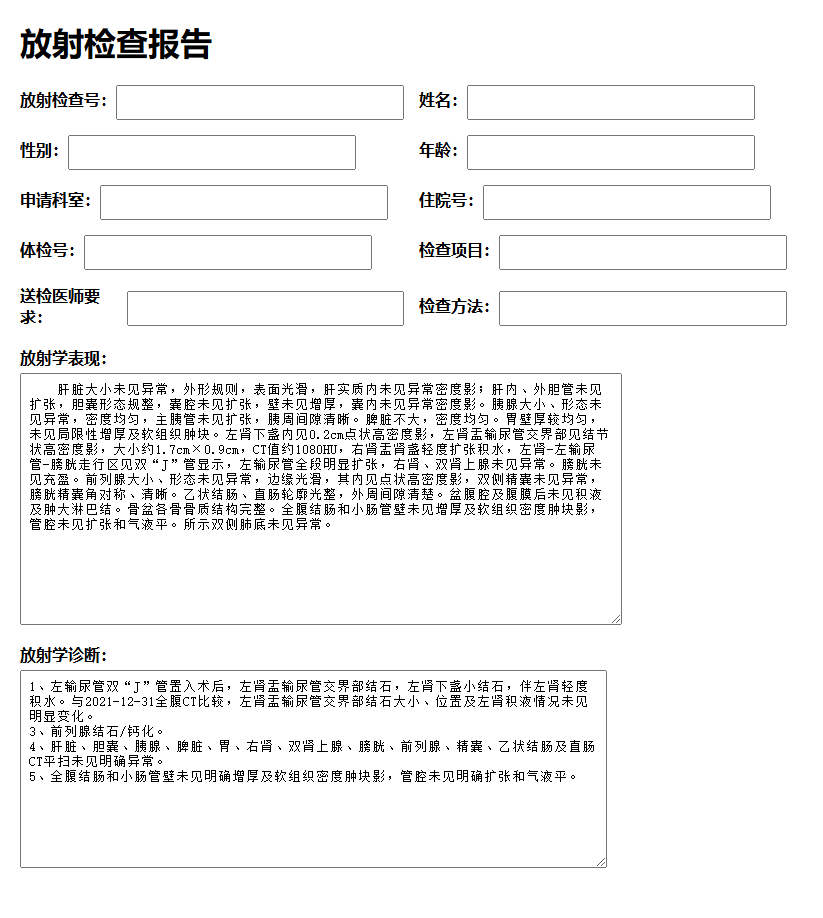 放射检查报告
放射检查号：
姓名：
性别：
年龄：
申请科室：
住院号：
体检号：
检查项目：
送检医师要
求：
检查方法：
放射学表现：
肝脏大小未见异常，外形规则，表面光滑，肝实质内未见异常密度影；肝内、外胆管未见
扩张，胆囊形态规整，囊腔未见扩张，壁未见增厚，囊内未见异常密度影。胰腺大小、形态未
见异常，密度均匀，主胰管未见扩张，胰周间隙清晰。脾脏不大，密度均匀。胃壁厚较均匀，
未见局限性增厚及软组织肿块。左肾下盏内见0.2cm点状高密度影，左肾盂输尿管交界部见结节
状高密度影，大小约1.7cm×0.9cm，CT值约1080HU，右肾盂肾盏轻度扩张积水，左肾-左输尿
管-膀胱走行区见双“J”管显示，左输尿管全段明显扩张，右肾、双肾上腺未见异常。膀胱未
见充盈。前列腺大小、形态未见异常，边缘光滑，其内见点状高密度影，双侧精囊未见异常，
膀胱精囊角对称、清晰。乙状结肠、直肠轮廓光整，外周间隙清楚。盆腹腔及腹膜后未见积液
及肿大淋巴结。骨盆各骨骨质结构完整。全腹结肠和小肠管壁未见增厚及软组织密度肿块影，
管腔未见扩张和气液平。所示双侧肺底未见异常。
放射学诊断：
1、左输尿管双“J”管置入术后，左肾盂输尿管交界部结石，左肾下盏小结石，伴左肾轻度
积水。与2021-12-31全腹CT比较，左肾盂输尿管交界部结石大小、位置及左肾积液情况未见
明显变化。
3、前列腺结石/钙化。
4、肝脏、胆囊、胰腺、脾脏、胃、右肾、双肾上腺、膀胱、前列腺、精囊、乙状结肠及直肠
CT平扫未见明确异常。
5、全腹结肠和小肠管壁未见明确增厚及软组织密度肿块影，管腔未见明确扩张和气液平。